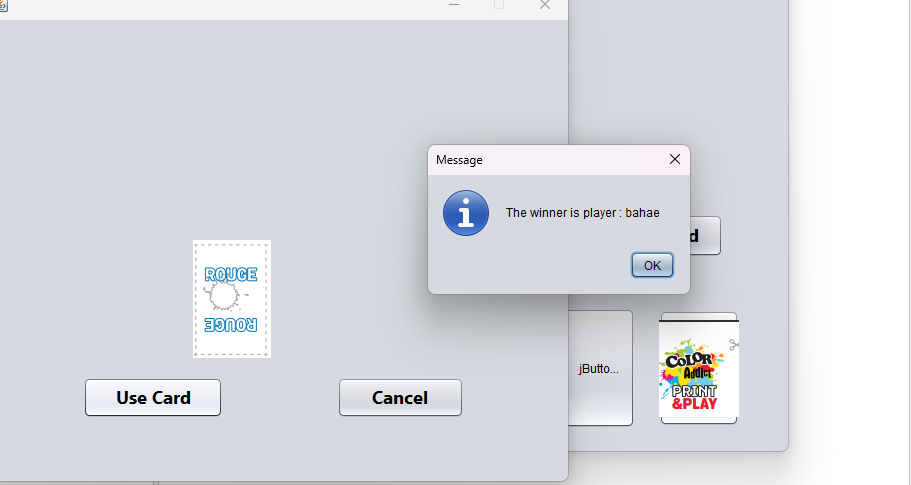 Message
The winner is player : bahae
OK
d
ROUGE
ROUGE
Use Card
Cancel
jButto...
COLOR
Addict
PRINT
&PLAY